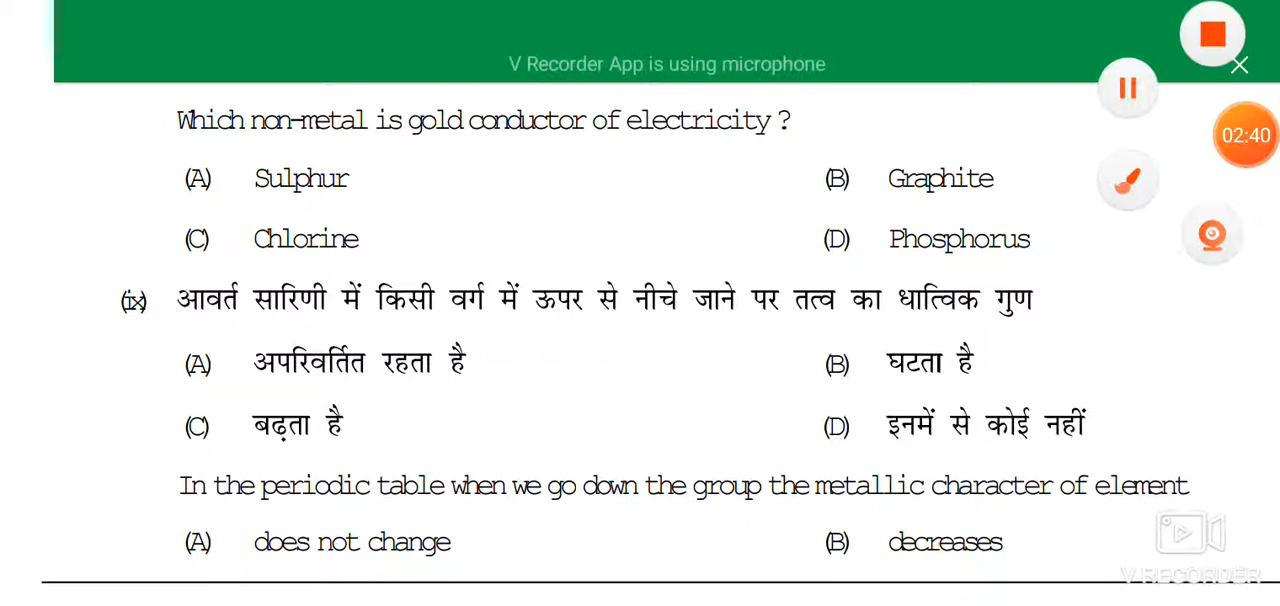 V Recorder App is using microphone
Which non-metal is gold conductor of electricity ?
02:40
(A) Sulphur (B) Graphite
(C) Chlorine (D) Phosphorus
(ix) आवर्त सारिणी में किसी वर्ग में ऊपर से नीचे जाने पर तत्व का धात्विक गुण
(A) अपरिवर्तित रहता है (B) घटता है
(C) बढ़ता है (D) इनमें से कोई नहीं
In the periodic table when we go down the group the metallic character of element
(A) does not change (B) decreases
V RECORDER